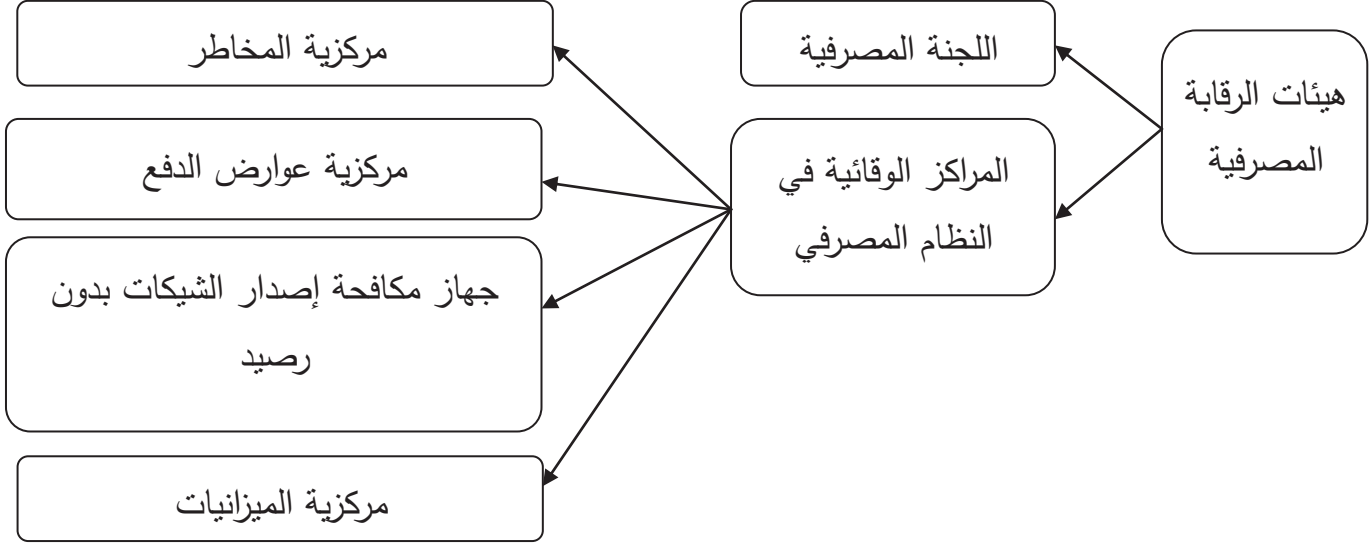 هيئات الرقابة
المصرفية
اللجنة المصرفية
المراكز الوقائية في
النظام المصرفي
مركزية المخاطر
مركزية عوارض الدفع
جهاز مكافحة إصدار الشيكات بدون
رصيد
مركزية الميزانيات